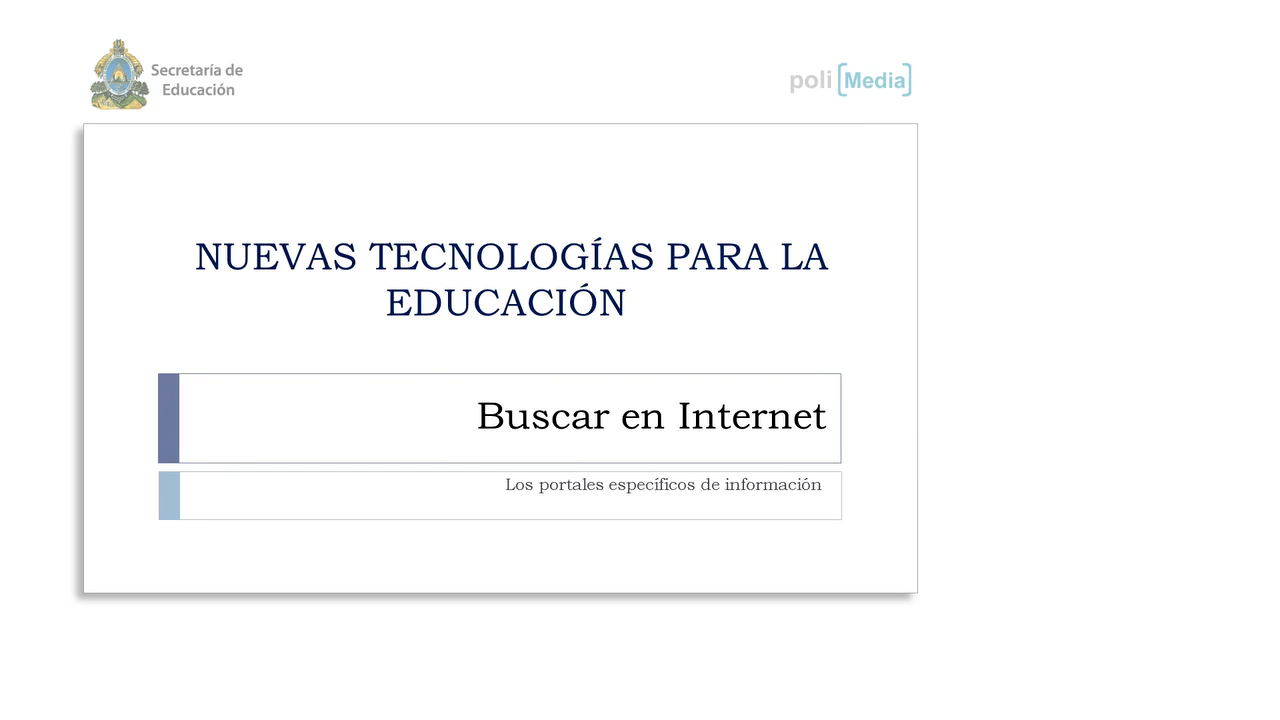 Secretaría de
Educación
poli [Media]
NUEVAS TECNOLOGÍAS PARA LA
EDUCACIÓN
Buscar en Internet
Los portales específicos de información